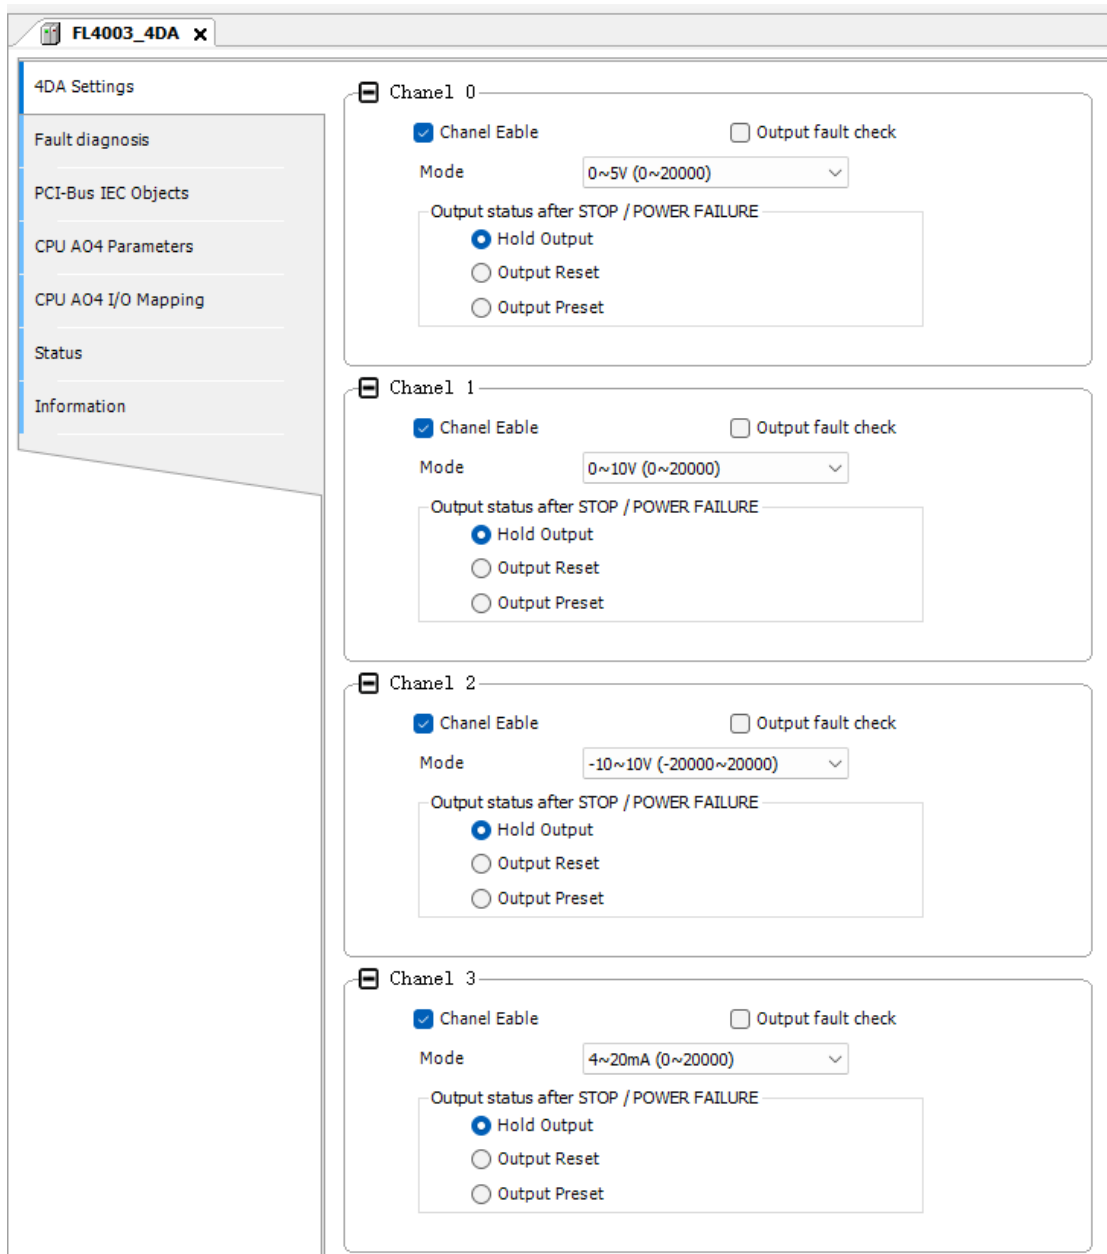 FL4003_4DA
4DA Settings
Fault diagnosis
PCI-Bus IEC Objects
CPU AO4 Parameters
CPU AO4 I/O Mapping
Status
Information
Chanel 0
Chanel Eable
Output fault check
Mode
0~5V (0~20000)
Output status after STOP / POWER FAILURE
Hold Output
Output Reset
Output Preset
Chanel 1
Chanel Eable
Output fault check
Mode
0~10V (0~20000)
Output status after STOP / POWER FAILURE
Hold Output
Output Reset
Output Preset
Chanel 2
Chanel Eable
Output fault check
Mode
-10~10V (-20000~20000)
Output status after STOP / POWER FAILURE
Hold Output
Output Reset
Output Preset
Chanel 3
Chanel Eable
Output fault check
Mode
4~20mA (0~20000)
Output status after STOP / POWER FAILURE
Hold Output
Output Reset
Output Preset